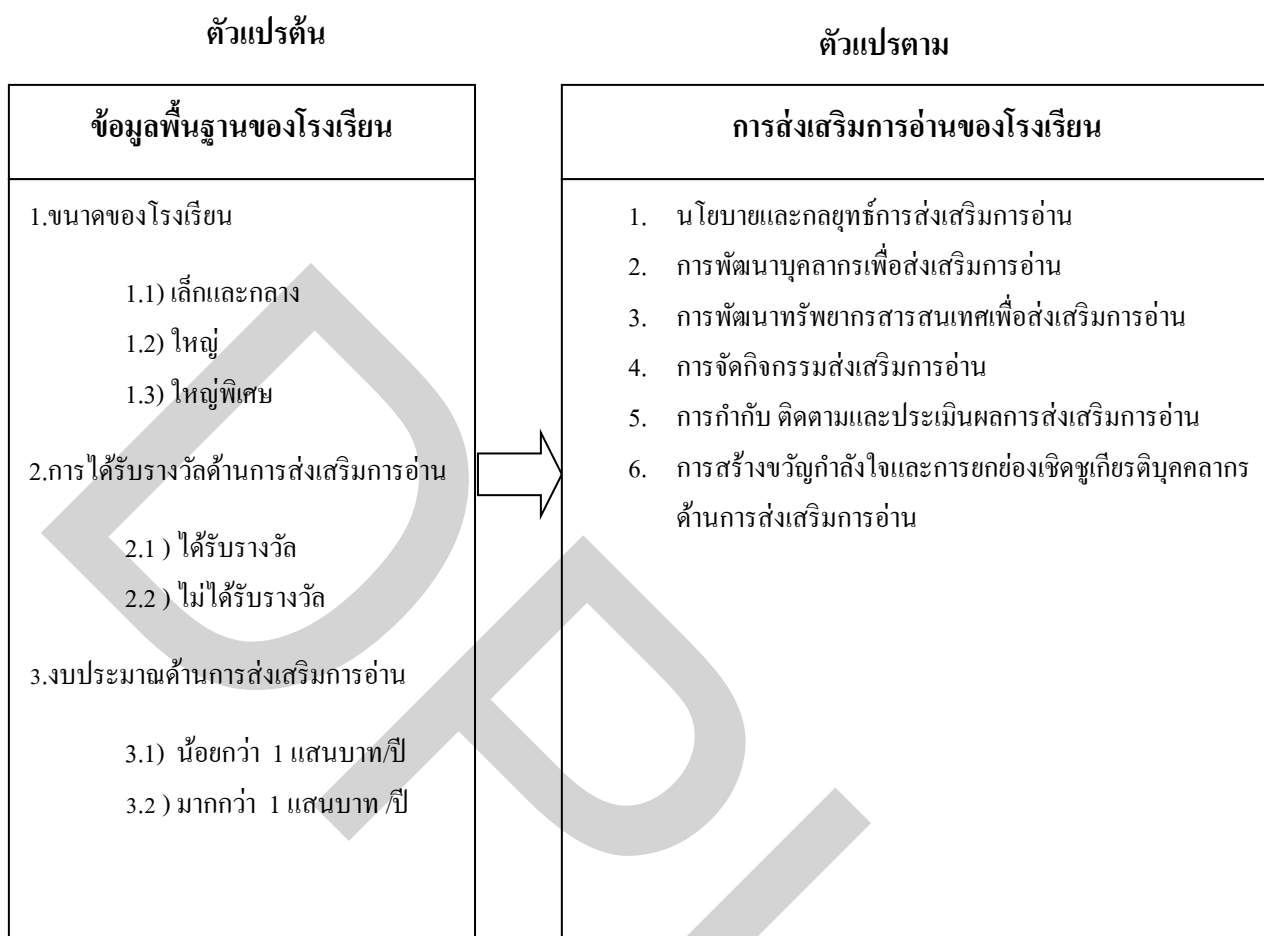 ตัวแปรต้น
ข้อมูลพื้นฐานของโรงเรียน
1.ขนาดของโรงเรียน
1.1) เล็กและกลาง
1.2) ใหญ่
1.3) ใหญ่พิเศษ
2.การได้รับรางวัลด้านการส่งเสริมการอ่าน
2.1 ) ได้รับรางวัล
2.2 ) ไม่ได้รับรางวัล
3.งบประมาณด้านการส่งเสริมการอ่าน
3.1) น้อยกว่า 1 แสนบาท/ปี
3.2 ) มากกว่า 1 แสนบาท /ปี
ตัวแปรตาม
การส่งเสริมการอ่านของโรงเรียน
1. นโยบายและกลยุทธ์การส่งเสริมการอ่าน
2. การพัฒนาบุคลากรเพื่อส่งเสริมการอ่าน
3. การพัฒนาทรัพยากรสารสนเทศเพื่อส่งเสริมการอ่าน
4. การจัดกิจกรรมส่งเสริมการอ่าน
5. การกำกับ ติดตามและประเมินผลการส่งเสริมการอ่าน
6. การสร้างขวัญกำลังใจและการยกย่องเชิดชูเกียรติบุคคลากร
ด้านการส่งเสริมการอ่าน